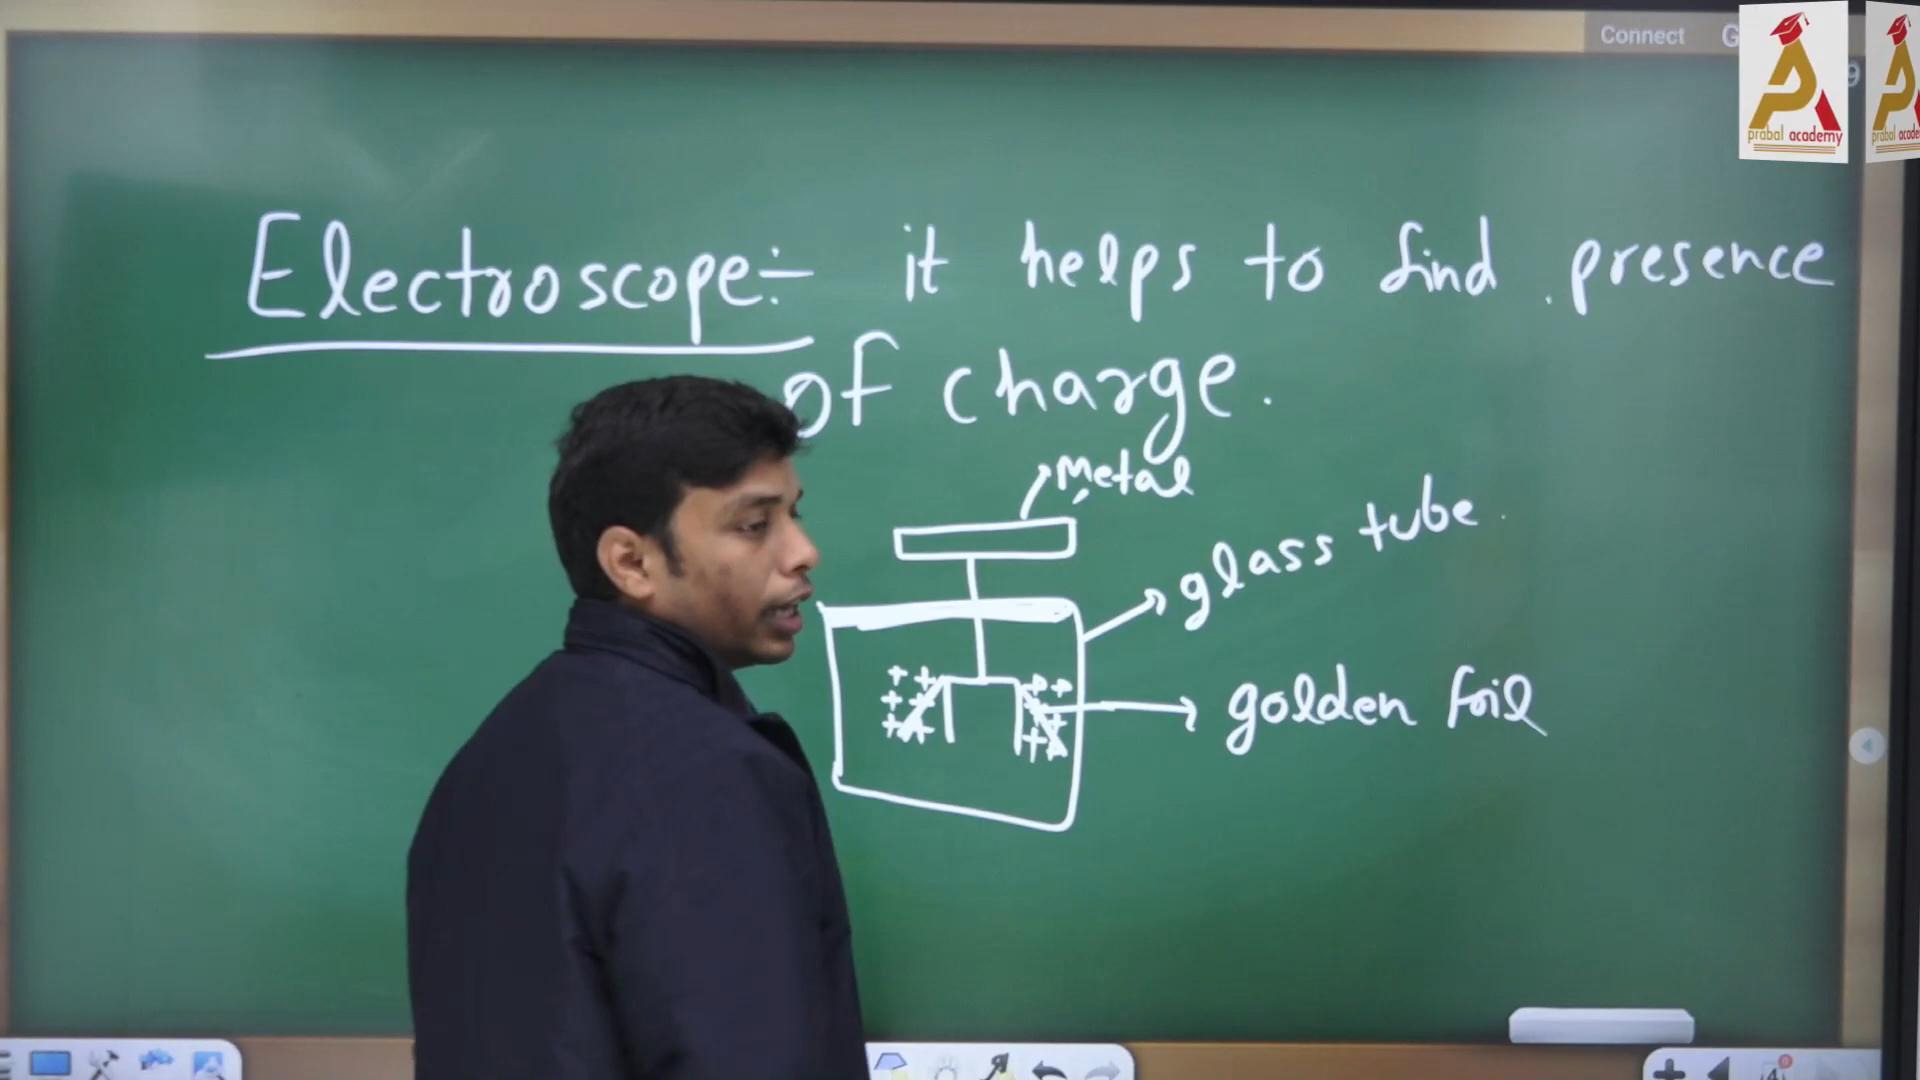 Connect
prabal academy
Electroscope:- it helps to find presence
of charge.
Metal
glass tube.
golden foil